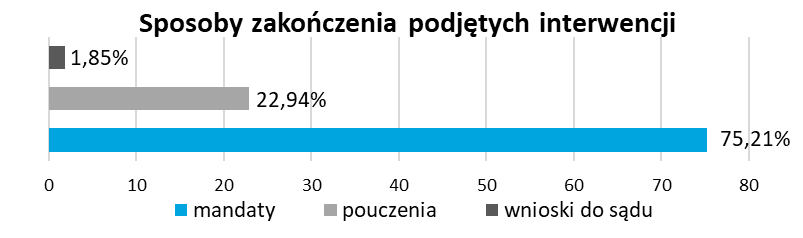 Sposoby zakończenia podjętych interwencji
1,85%
22,94%
75,21%
0 10 20 30 40 50 60 70 80
mandaty pouczenia wnioski do sądu